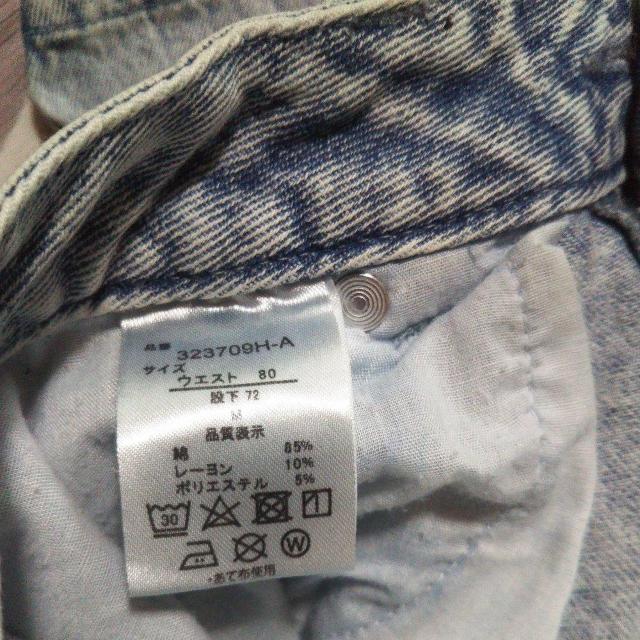 品番 323709H-A
サイズ
ウエスト 80
股下 72
M
品質表示
綿 85%
レーヨン 10%
ポリエステル 5%
30
W
・あて布使用